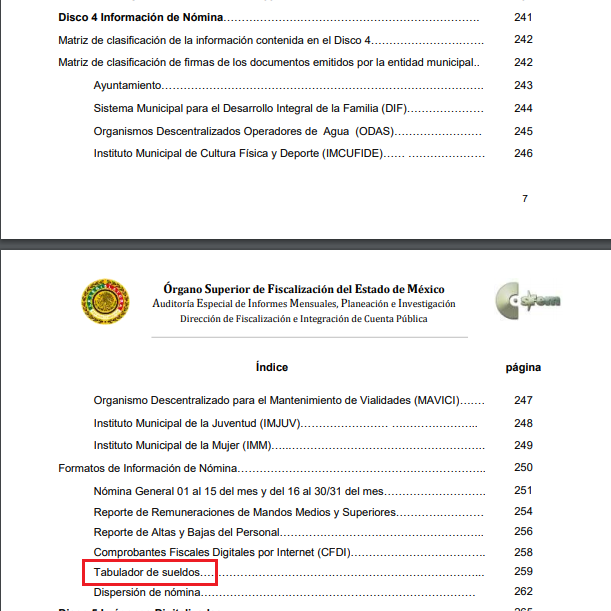 Disco 4 Información de Nómina………………………………………………………………. 241
Matriz de clasificación de la información contenida en el Disco 4………………………….. 242
Matriz de clasificación de firmas de los documentos emitidos por la entidad municipal.. 242
Ayuntamiento……………………………………………………………………………… 243
Sistema Municipal para el Desarrollo Integral de la Familia (DIF)…………………. 244
Organismos Descentralizados Operadores de Agua (ODAS)……………………. 245
Instituto Municipal de Cultura Física y Deporte (IMCUFIDE)…… …………………. 246
7
Órgano Superior de Fiscalización del Estado de México
Auditoría Especial de Informes Mensuales, Planeación e Investigación
Dirección de Fiscalización e Integración de Cuenta Pública
osfem
Índice página
Organismo Descentralizado para el Mantenimiento de Vialidades (MAVICI)……. 247
Instituto Municipal de la Juventud (IMJUV)……………………. …………………….. 248
Instituto Municipal de la Mujer (IMM)…...……………………………………………….. 249
Formatos de Información de Nómina…………………………………………………………….. 250
Nómina General 01 al 15 del mes y del 16 al 30/31 del mes………………………… 251
Reporte de Remuneraciones de Mandos Medios y Superiores…………………….. 254
Reporte de Altas y Bajas del Personal………………………………………………….. 256
Comprobantes Fiscales Digitales por Internet (CFDI)………………………………… 258
Tabulador de sueldos…………………………………………………………………….. 259
Dispersión de nómina……………………………………………………………………… 262